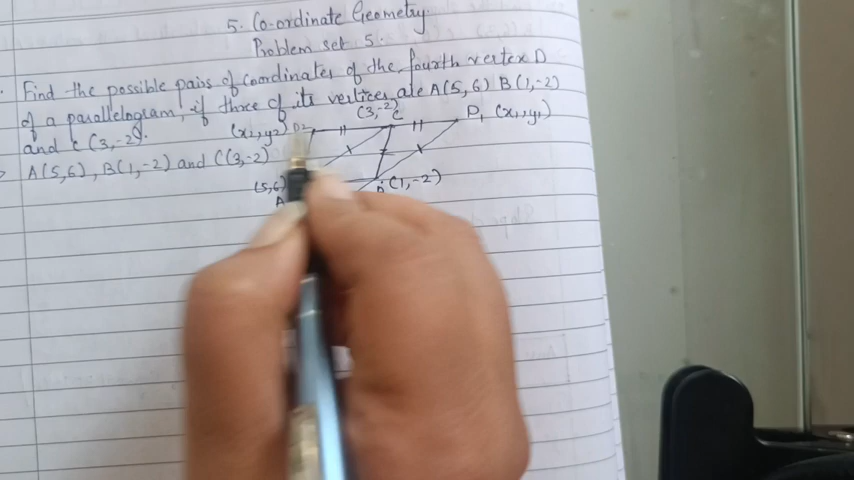 5. Co-ordinate Geometry.
Problem set 5.
Find the possible pairs of coordinates of the fourth vertex D
of a parallelogram, if three of its vertices are A(5,6) B(1,-2)
and C(3,-2).
A(5,6), B(1,-2) and C(3,-2)
(3,-2)
(x2,y2) D2 C D1 (x1,y1)
(5,6) B (1,-2)
A